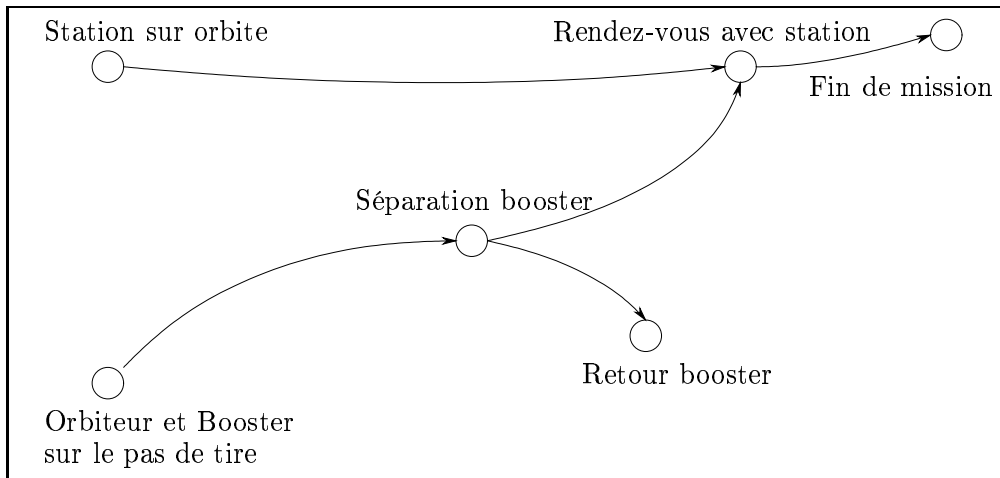 Station sur orbite
Rendez-vous avec station
Fin de mission
Séparation booster
Retour booster
Orbiteur et Booster
sur le pas de tire